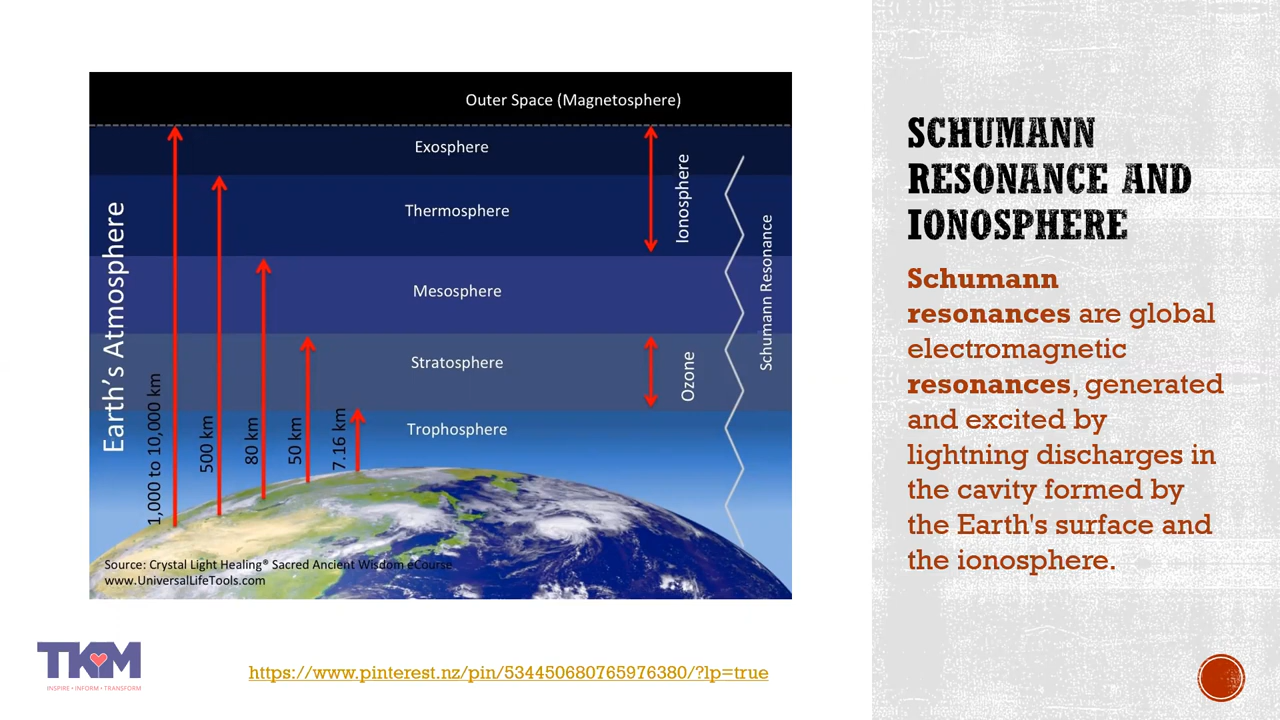 Outer Space (Magnetosphere)
Exosphere
Thermosphere
Mesosphere
Stratosphere
Trophosphere
Earth's Atmosphere
1,000 to 10,000 km
500 km
80 km
50 km
7.16 km
Ionosphere
Ozone
Schumann Resonance
Source: Crystal Light Healing® Sacred Ancient Wisdom eCourse
www.UniversalLifeTools.com
TKM
INSPIRE • INFORM • TRANSFORM
https://www.pinterest.nz/pin/534450680765976380/?lp=true
SCHUMANN
RESONANCE AND
IONOSPHERE
Schumann
resonances are global
electromagnetic
resonances, generated
and excited by
lightning discharges in
the cavity formed by
the Earth's surface and
the ionosphere.